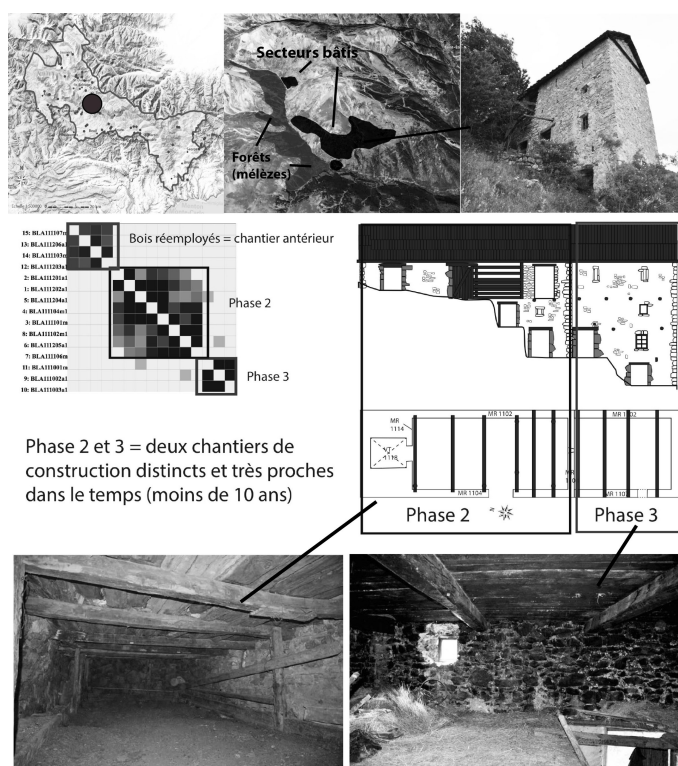 Secteurs bâtis
Forêts
(mélèzes)
15: BLA111107m
13: BLA111206a1
14: BLA111103m
12: BLA111203a1
2: BLA111201a1
1: BLA111202a1
5: BLA111204a1
4: BLA111104m1
3: BLA111101m
8: BLA111102m1
6: BLA111205a1
7: BLA111106m
11: BLA111001m
9: BLA111002a1
10: BLA111003a1
Bois réemployés = chantier antérieur
Phase 2
Phase 3
Phase 2 et 3 = deux chantiers de
construction distincts et très proches
dans le temps (moins de 10 ans)
MR 1102
MR
1114
MR 1104
Phase 2
Phase 3